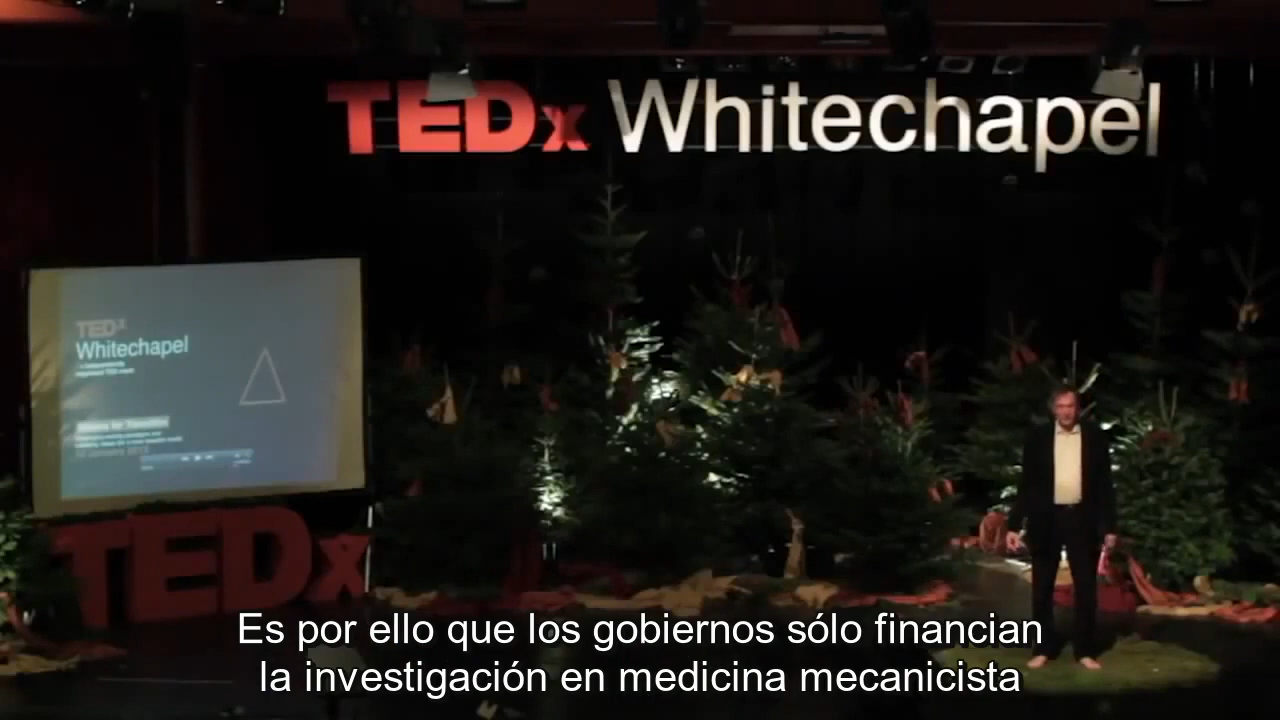 TEDx Whitechapel
TEDx
Whitechapel
TEDx
Es por ello que los gobiernos sólo financian
la investigación en medicina mecanicista